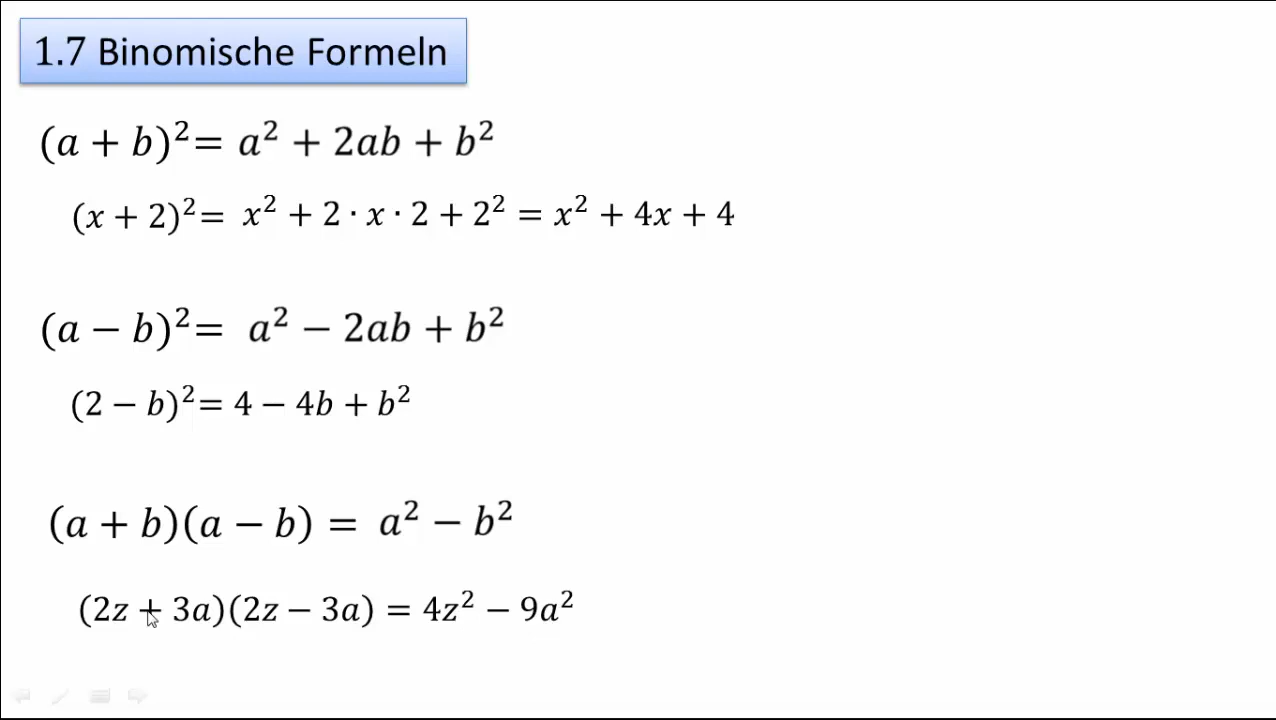 1.7 Binomische Formeln
(a + b)²= a² + 2ab + b²
(x + 2)²= x² + 2 · x · 2 + 2² = x² + 4x + 4
(a − b)²= a² − 2ab + b²
(2 − b)²= 4 − 4b + b²
(a + b)(a − b) = a² − b²
(2z + 3a)(2z − 3a) = 4z² − 9a²